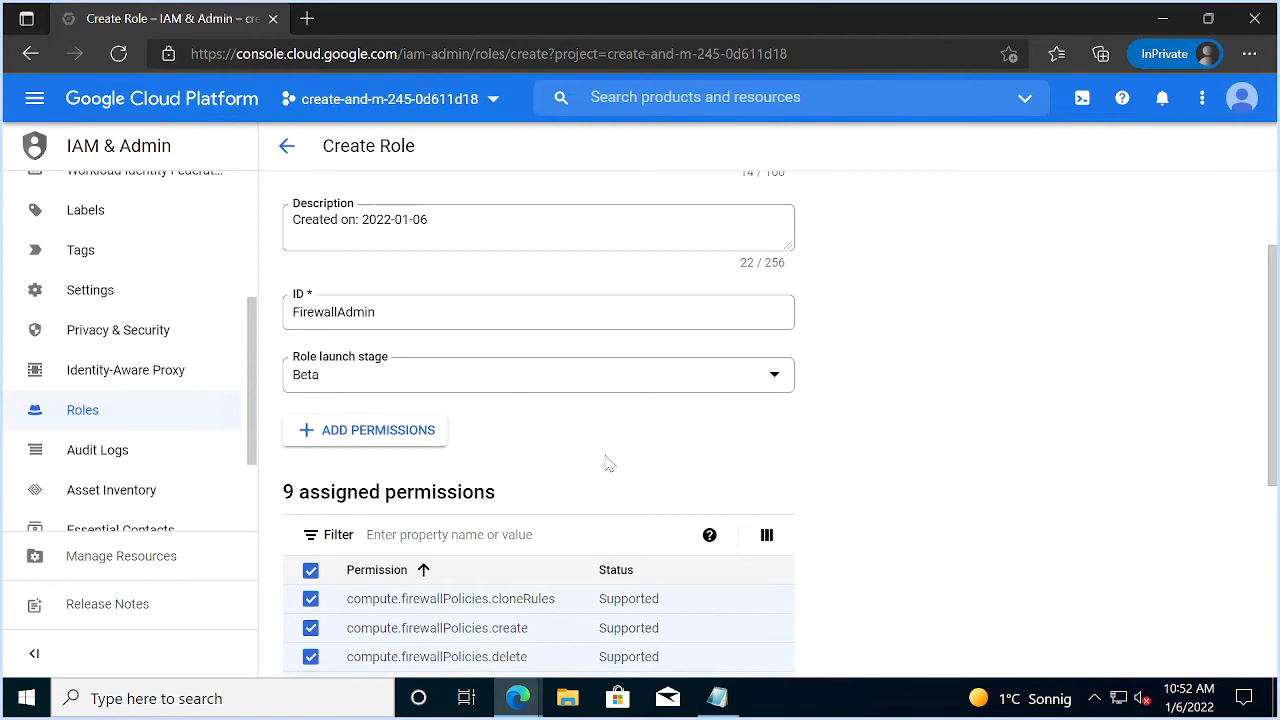 Create Role – IAM & Admin – cre
https://console.cloud.google.com/iam-admin/roles/create?project=create-and-m-245-0d611d18
InPrivate
Google Cloud Platform
create-and-m-245-0d611d18
Search products and resources
IAM & Admin
Create Role
Workload Identity Federat...
14 / 100
Labels
Description
Created on: 2022-01-06
Tags
22 / 256
Settings
ID *
FirewallAdmin
Privacy & Security
Role launch stage
Beta
Identity-Aware Proxy
Roles
ADD PERMISSIONS
Audit Logs
Asset Inventory
9 assigned permissions
Essential Contacts
Filter Enter property name or value
Manage Resources
Permission Status
compute.firewallPolicies.cloneRules Supported
Release Notes
compute.firewallPolicies.create Supported
compute.firewallPolicies.delete Supported
Type here to search
1°C Sonnig
10:52 AM
1/6/2022